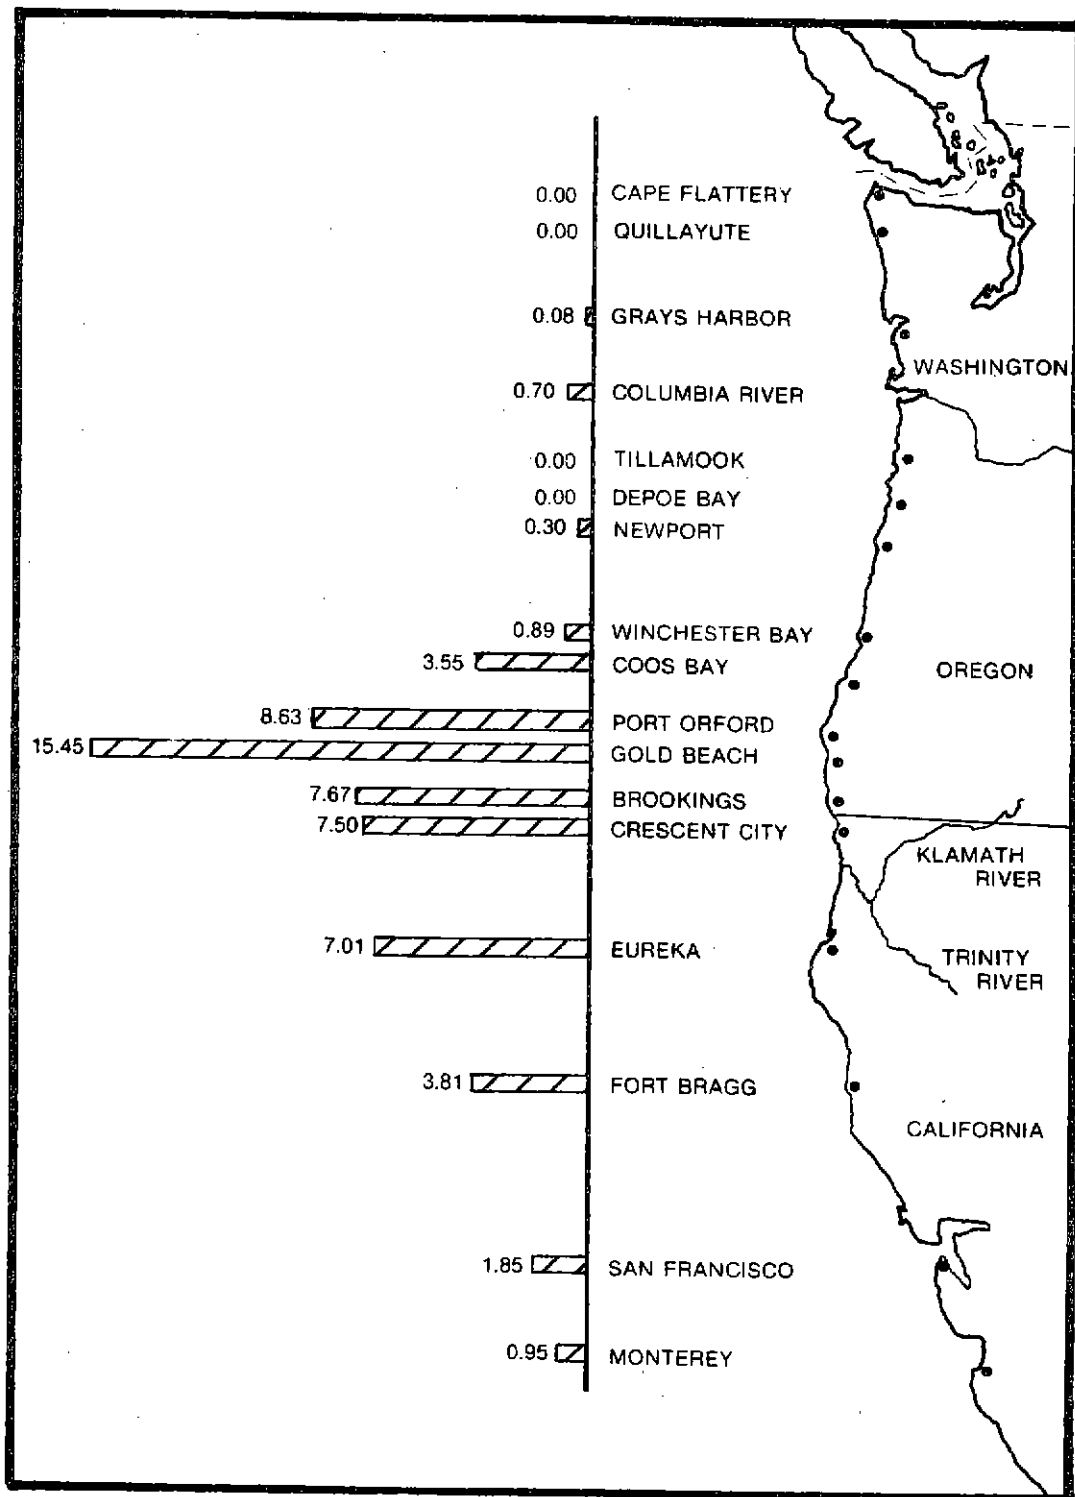 0.00 CAPE FLATTERY
0.00 QUILLAYUTE
0.08 GRAYS HARBOR
WASHINGTON
0.70 COLUMBIA RIVER
0.00 TILLAMOOK
0.00 DEPOE BAY
0.30 NEWPORT
0.89 WINCHESTER BAY
3.55 COOS BAY
OREGON
8.63 PORT ORFORD
15.45 GOLD BEACH
7.67 BROOKINGS
7.50 CRESCENT CITY
KLAMATH
RIVER
7.01 EUREKA
TRINITY
RIVER
3.81 FORT BRAGG
CALIFORNIA
1.85 SAN FRANCISCO
0.95 MONTEREY